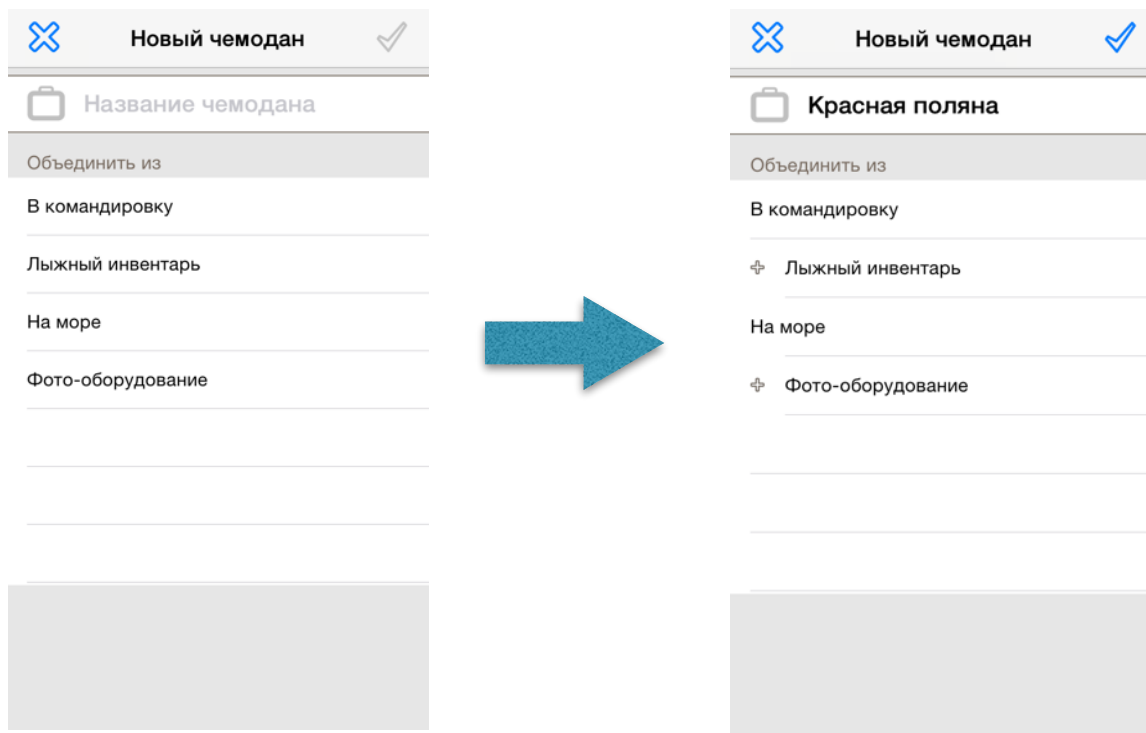 Новый чемодан
Название чемодана
Объединить из
В командировку
Лыжный инвентарь
На море
Фото-оборудование
Новый чемодан
Красная поляна
Объединить из
В командировку
Лыжный инвентарь
На море
Фото-оборудование